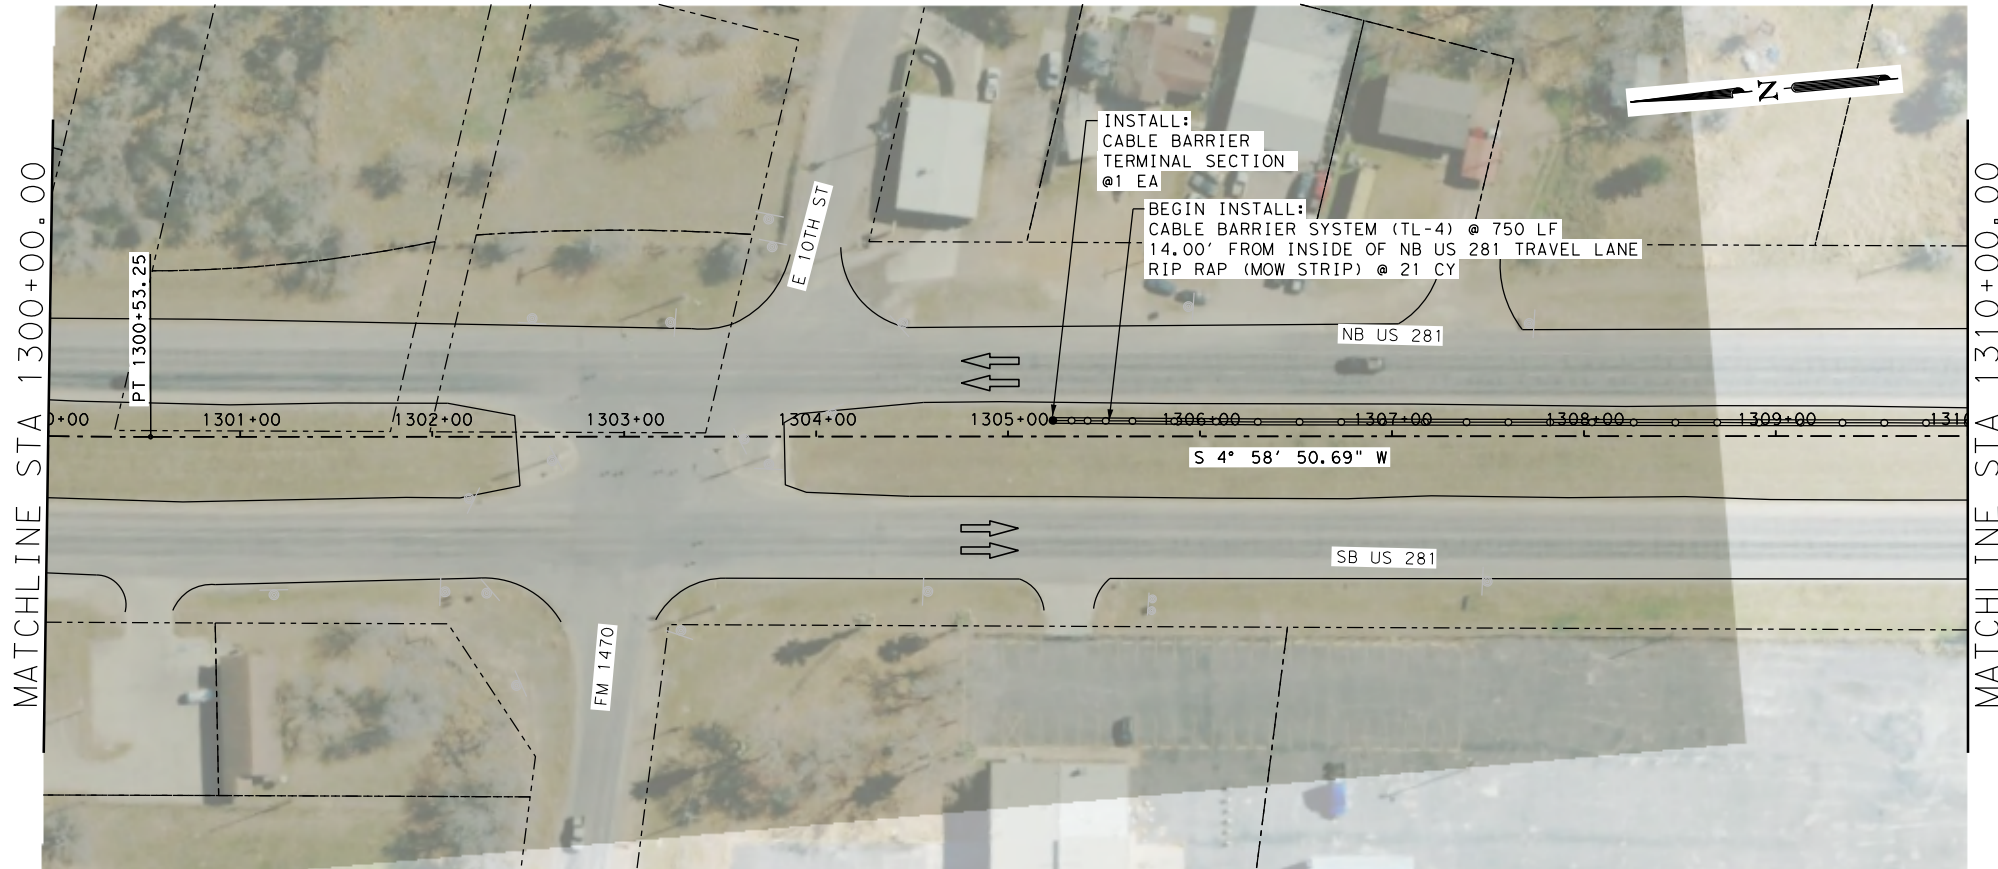 N
INSTALL:
CABLE BARRIER
TERMINAL SECTION
@1 EA
BEGIN INSTALL:
CABLE BARRIER SYSTEM (TL-4) @ 750 LF
14.00' FROM INSIDE OF NB US 281 TRAVEL LANE
RIP RAP (MOW STRIP) @ 21 CY
MATCHLINE STA 1300+00.00
PT 1300+53.25
E 10TH ST
NB US 281
0+00 1301+00 1302+00 1303+00 1304+00 1305+00 1306+00 1307+00 1308+00 1309+00 1310
S 4° 58' 50.69" W
SB US 281
FM 1470
MATCHLINE STA 1310+00.00